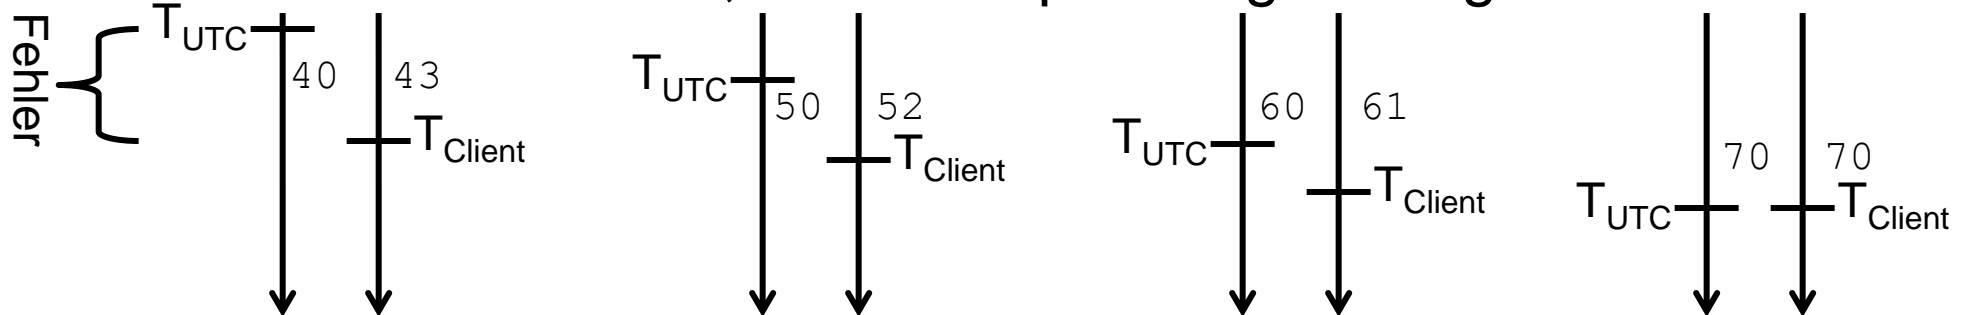 Fehler
T_UTC 40 43 T_Client
T_UTC 50 52 T_Client
T_UTC 60 61 T_Client
T_UTC 70 70 T_Client